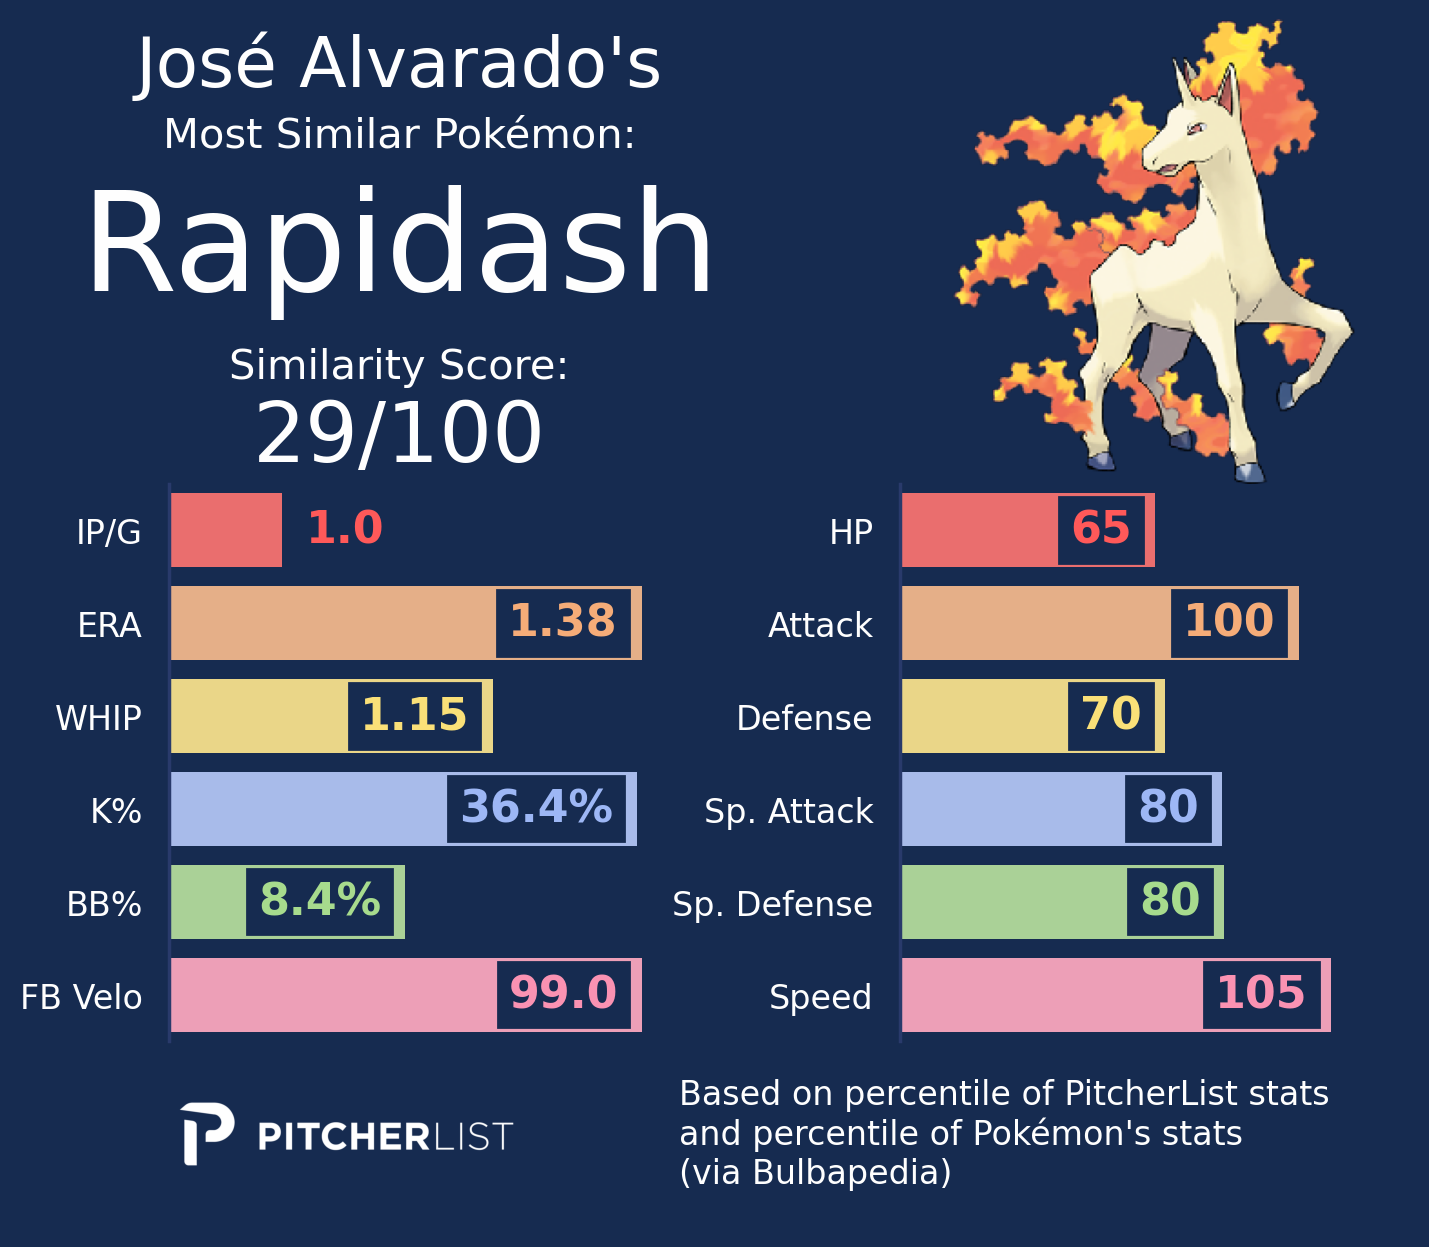 José Alvarado's
Most Similar Pokémon:
Rapidash
Similarity Score:
29/100
IP/G 1.0
ERA 1.38
WHIP 1.15
K% 36.4%
BB% 8.4%
FB Velo 99.0
HP 65
Attack 100
Defense 70
Sp. Attack 80
Sp. Defense 80
Speed 105
PITCHERLIST
Based on percentile of PitcherList stats
and percentile of Pokémon's stats
(via Bulbapedia)